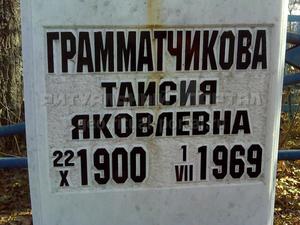 ГРАММАТЧИКОВА
ТАИСИЯ
ЯКОВЛЕВНА
22 X 1900 1 VII 1969